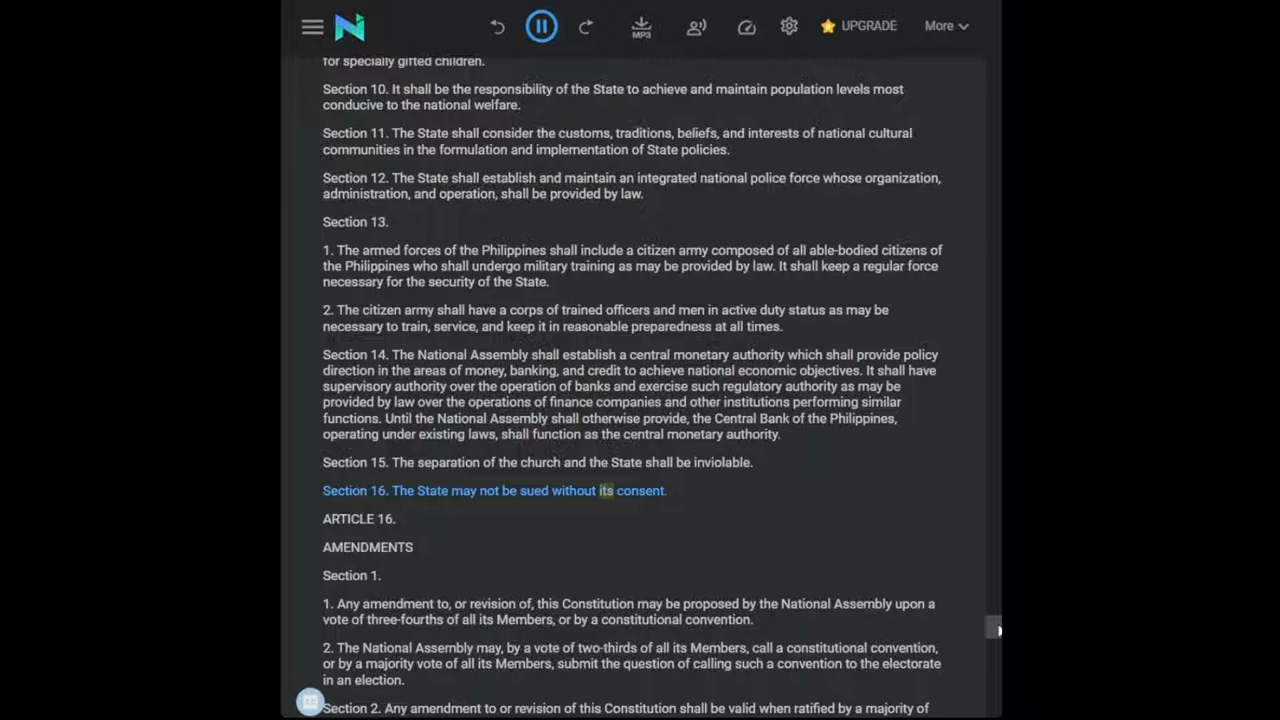 MP3
UPGRADE
More
for specially gifted children.
Section 10. It shall be the responsibility of the State to achieve and maintain population levels most
conducive to the national welfare.
Section 11. The State shall consider the customs, traditions, beliefs, and interests of national cultural
communities in the formulation and implementation of State policies.
Section 12. The State shall establish and maintain an integrated national police force whose organization,
administration, and operation, shall be provided by law.
Section 13.
1. The armed forces of the Philippines shall include a citizen army composed of all able-bodied citizens of
the Philippines who shall undergo military training as may be provided by law. It shall keep a regular force
necessary for the security of the State.
2. The citizen army shall have a corps of trained officers and men in active duty status as may be
necessary to train, service, and keep it in reasonable preparedness at all times.
Section 14. The National Assembly shall establish a central monetary authority which shall provide policy
direction in the areas of money, banking, and credit to achieve national economic objectives. It shall have
supervisory authority over the operation of banks and exercise such regulatory authority as may be
provided by law over the operations of finance companies and other institutions performing similar
functions. Until the National Assembly shall otherwise provide, the Central Bank of the Philippines,
operating under existing laws, shall function as the central monetary authority.
Section 15. The separation of the church and the State shall be inviolable.
Section 16. The State may not be sued without its consent.
ARTICLE 16.
AMENDMENTS
Section 1.
1. Any amendment to, or revision of, this Constitution may be proposed by the National Assembly upon a
vote of three-fourths of all its Members, or by a constitutional convention.
2. The National Assembly may, by a vote of two-thirds of all its Members, call a constitutional convention,
or by a majority vote of all its Members, submit the question of calling such a convention to the electorate
in an election.
Section 2. Any amendment to or revision of this Constitution shall be valid when ratified by a majority of